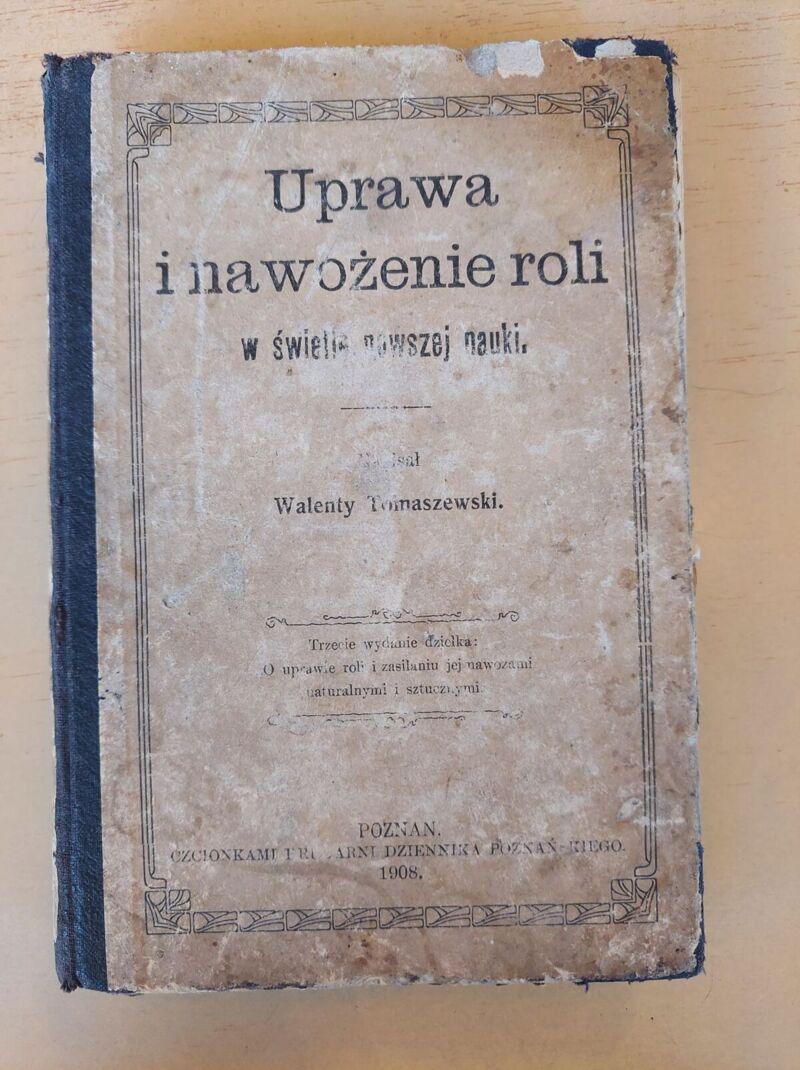 Uprawa
i nawożenie roli
w świetle nowszej nauki.
Napisał
Walenty Tomaszewski.
Trzecie wydanie dziełka:
O uprawie roli i zasilaniu jej nawozami
naturalnymi i sztucznymi.
POZNAŃ.
CZCIONKAMI DRUKARNI DZIENNIKA POZNAŃSKIEGO.
1908.